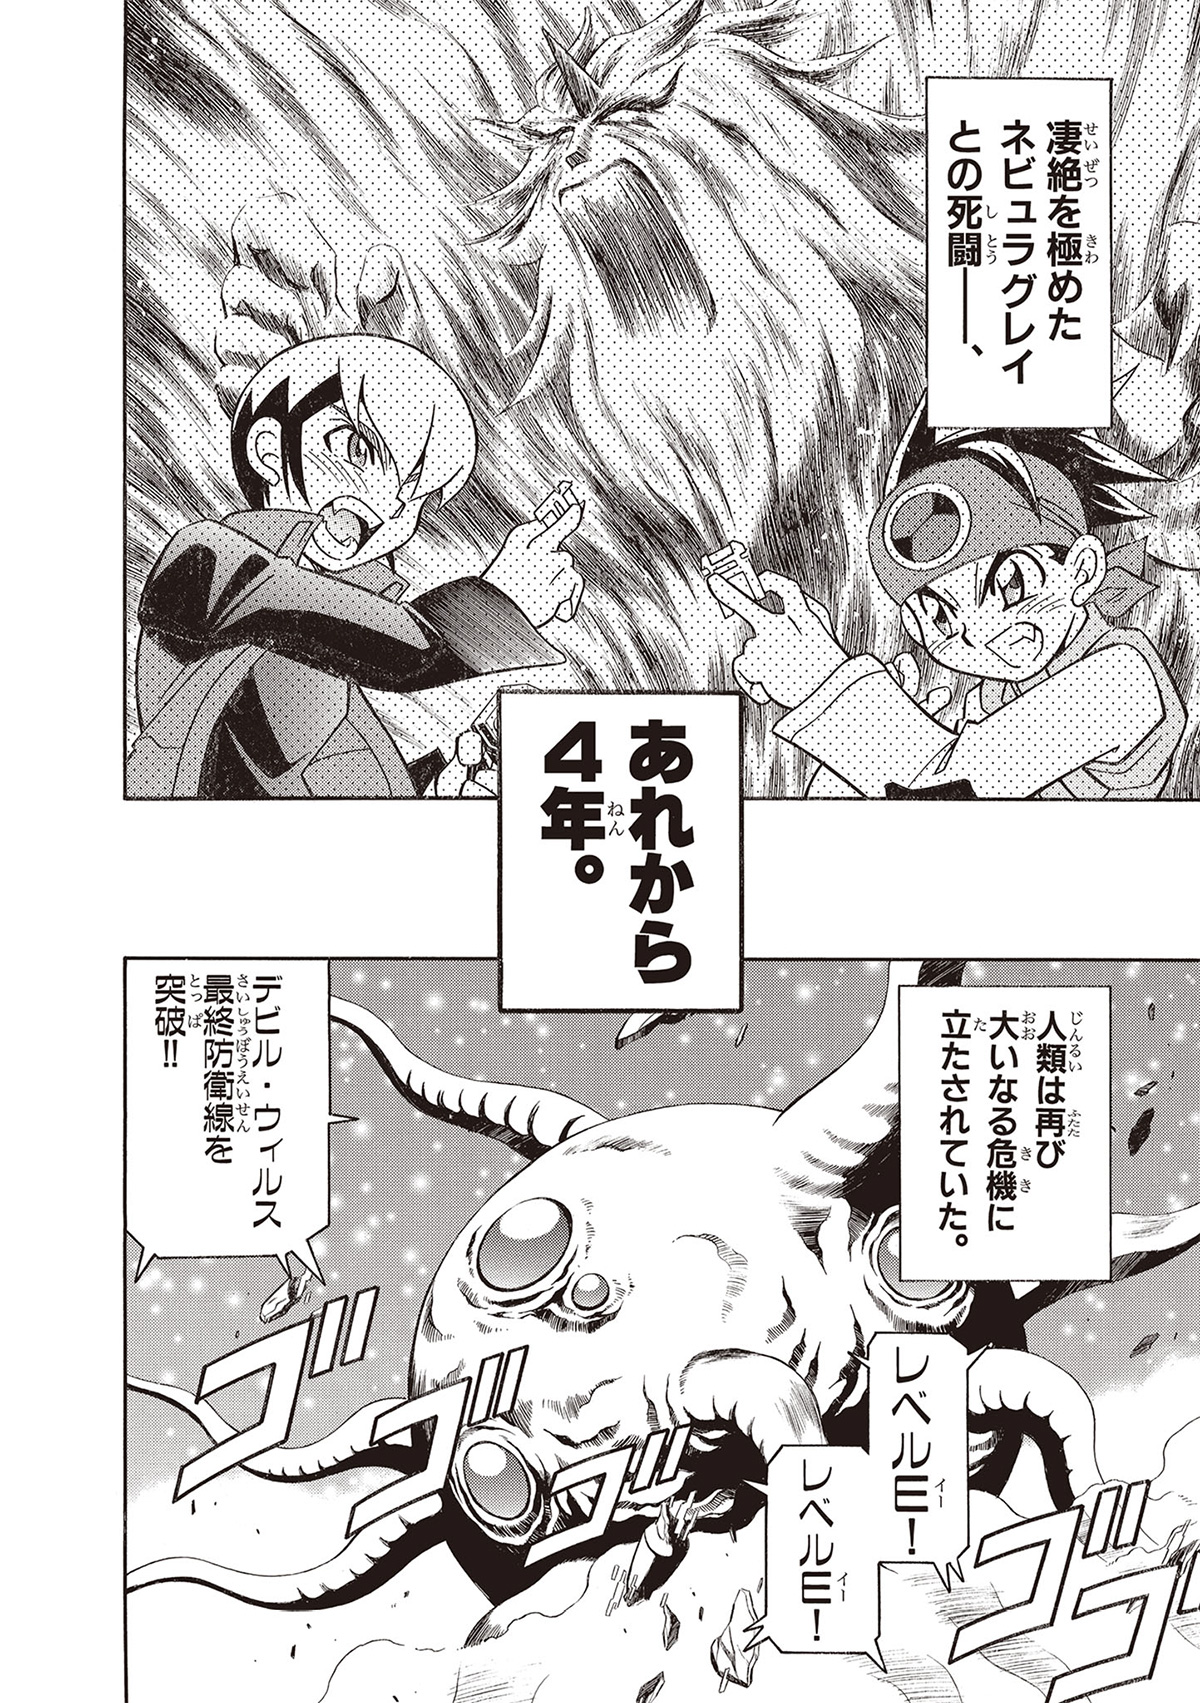 凄絶を極めた
ネビュラグレイ
との死闘――、
あれから
4年。
人類は再び
大いなる危機に
立たされていた。
デビル・ウィルス
最終防衛線を
突破!!
レベルE!
レベルE!
ゴゴゴ
ゴゴゴ